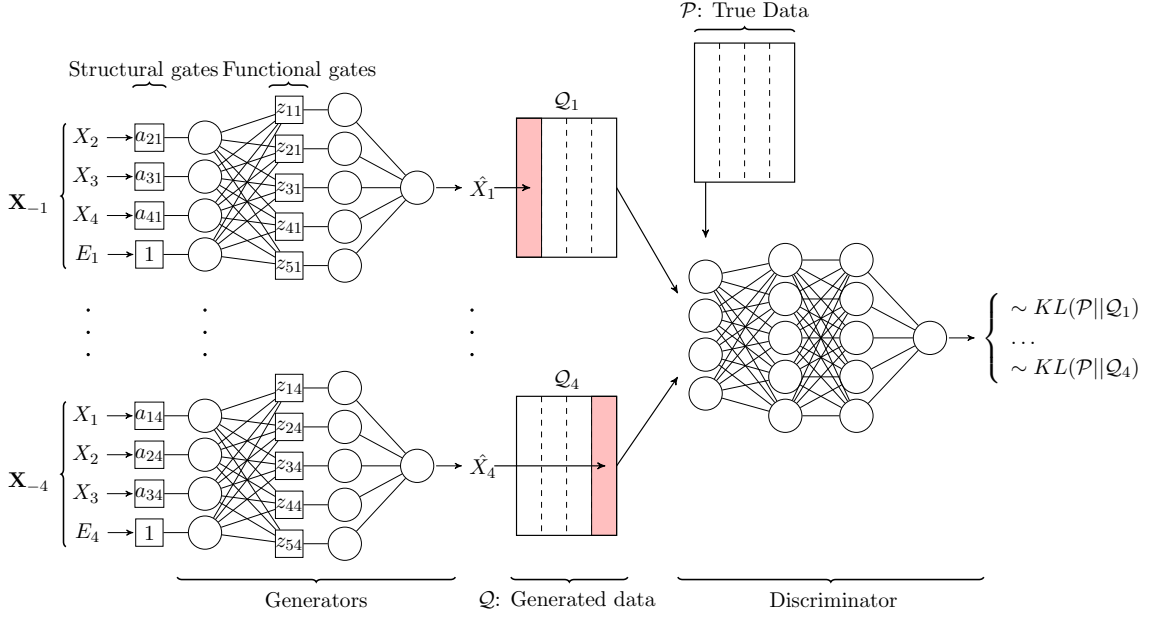 𝒫: True Data
Structural gates
Functional gates
X₂
a₂₁
X₃
a₃₁
X₄
a₄₁
E₁
1
𝐗₋₁
z₁₁
z₂₁
z₃₁
z₄₁
z₅₁
X̂₁
𝒬₁
X₁
a₁₄
X₂
a₂₄
X₃
a₃₄
E₄
1
𝐗₋₄
z₁₄
z₂₄
z₃₄
z₄₄
z₅₄
X̂₄
𝒬₄
∼ KL(𝒫||𝒬₁)
…
∼ KL(𝒫||𝒬₄)
Generators
𝒬: Generated data
Discriminator